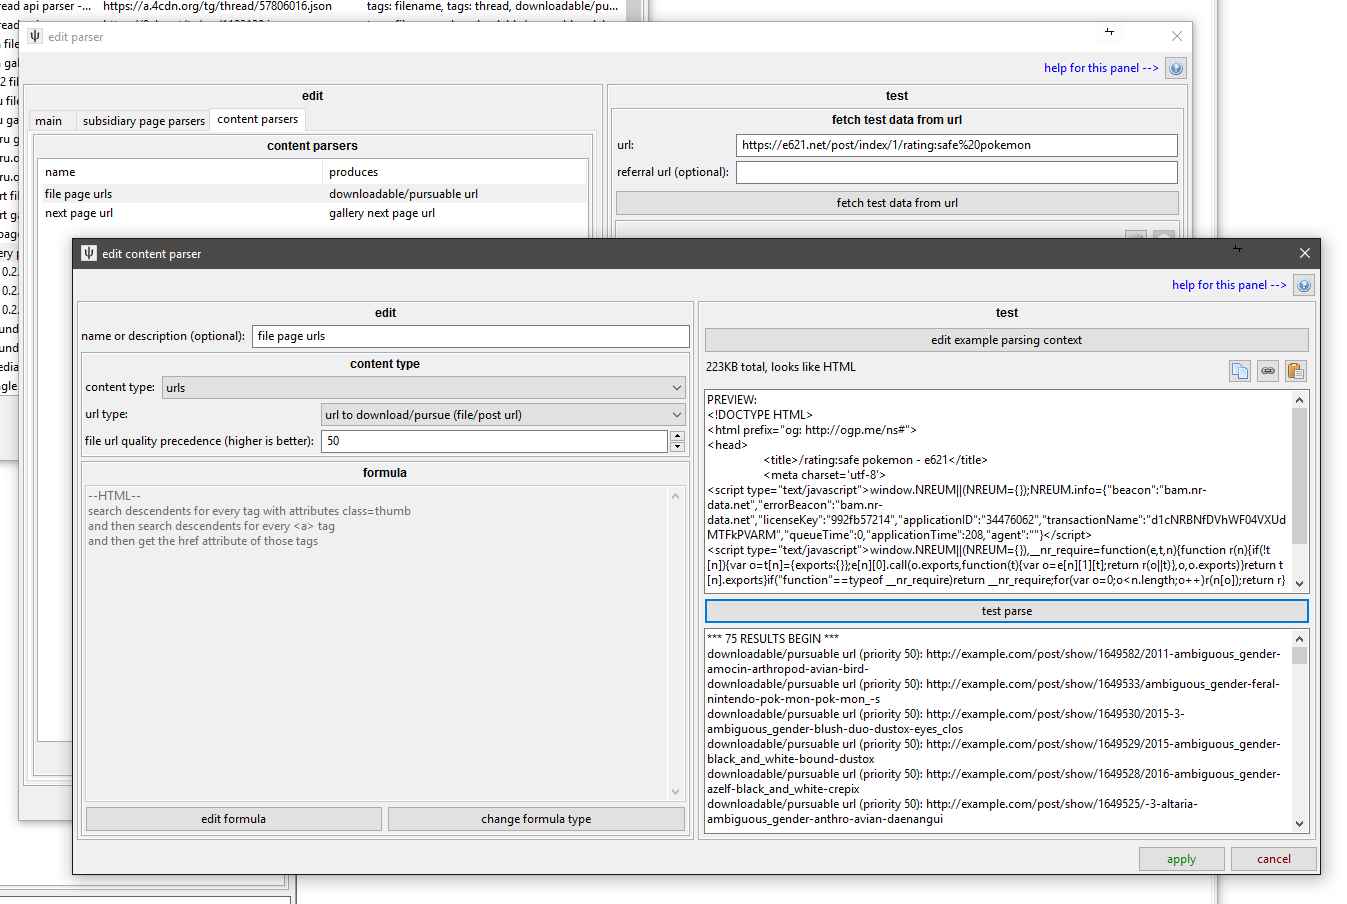 read api parser -...
https://a.4cdn.org/tg/thread/57806016.json
tags: filename, tags: thread, downloadable/pu...
edit parser
help for this panel -->
edit
main
subsidiary page parsers
content parsers
content parsers
name
produces
file page urls
downloadable/pursuable url
next page url
gallery next page url
test
fetch test data from url
url:
https://e621.net/post/index/1/rating:safe%20pokemon
referral url (optional):
fetch test data from url
edit content parser
help for this panel -->
edit
name or description (optional):
file page urls
content type
content type:
urls
url type:
url to download/pursue (file/post url)
file url quality precedence (higher is better):
50
formula
--HTML--
search descendents for every tag with attributes class=thumb
and then search descendents for every <a> tag
and then get the href attribute of those tags
edit formula
change formula type
test
edit example parsing context
223KB total, looks like HTML
PREVIEW:
<!DOCTYPE HTML>
<html prefix="og: http://ogp.me/ns#">
<head>
<title>/rating:safe pokemon - e621</title>
<meta charset='utf-8'>
<script type="text/javascript">window.NREUM||(NREUM={});NREUM.info={"beacon":"bam.nr-
data.net","errorBeacon":"bam.nr-
data.net","licenseKey":"992fb57214","applicationID":"34476062","transactionName":"d1cNRBNfDVhWF04VXUd
MTFkPVARM","queueTime":0,"applicationTime":208,"agent":""}</script>
<script type="text/javascript">window.NREUM||(NREUM={}),__nr_require=function(e,t,n){function r(n){if(!t
[n]){var o=t[n]={exports:{}};e[n][0].call(o.exports,function(t){var o=e[n][1][t];return r(o||t)},o,o.exports)}return t
[n].exports}if("function"==typeof __nr_require)return __nr_require;for(var o=0;o<n.length;o++)r(n[o]);return r}
test parse
*** 75 RESULTS BEGIN ***
downloadable/pursuable url (priority 50): http://example.com/post/show/1649582/2011-ambiguous_gender-
amocin-arthropod-avian-bird-
downloadable/pursuable url (priority 50): http://example.com/post/show/1649533/ambiguous_gender-feral-
nintendo-pok-mon-pok-mon_-s
downloadable/pursuable url (priority 50): http://example.com/post/show/1649530/2015-3-
ambiguous_gender-blush-duo-dustox-eyes_clos
downloadable/pursuable url (priority 50): http://example.com/post/show/1649529/2015-ambiguous_gender-
black_and_white-bound-dustox
downloadable/pursuable url (priority 50): http://example.com/post/show/1649528/2016-ambiguous_gender-
azelf-black_and_white-crepix
downloadable/pursuable url (priority 50): http://example.com/post/show/1649525/-3-altaria-
ambiguous_gender-anthro-avian-daenangui
apply
cancel